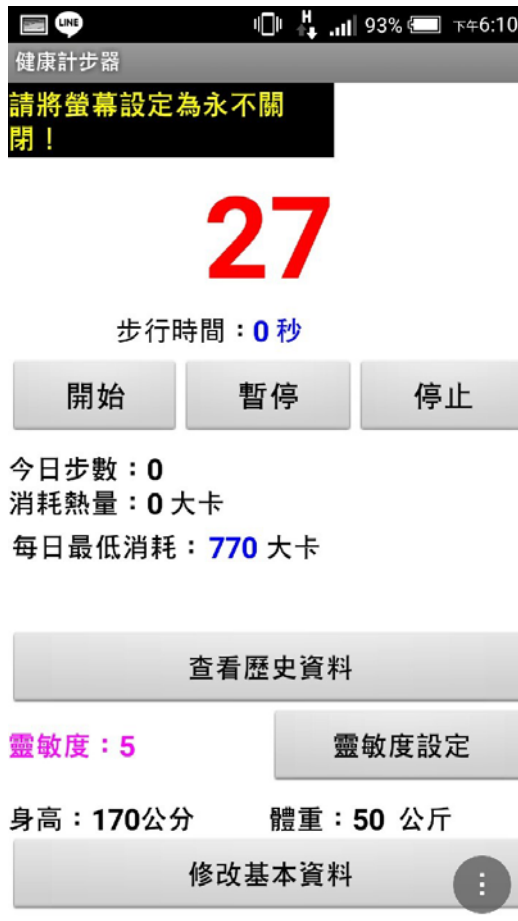 LINE H 93% 下午6:10
健康計步器
請將螢幕設定為永不關
閉！
27
步行時間：0 秒
開始 暫停 停止
今日步數：0
消耗熱量：0 大卡
每日最低消耗：770 大卡
查看歷史資料
靈敏度：5 靈敏度設定
身高：170公分 體重：50 公斤
修改基本資料